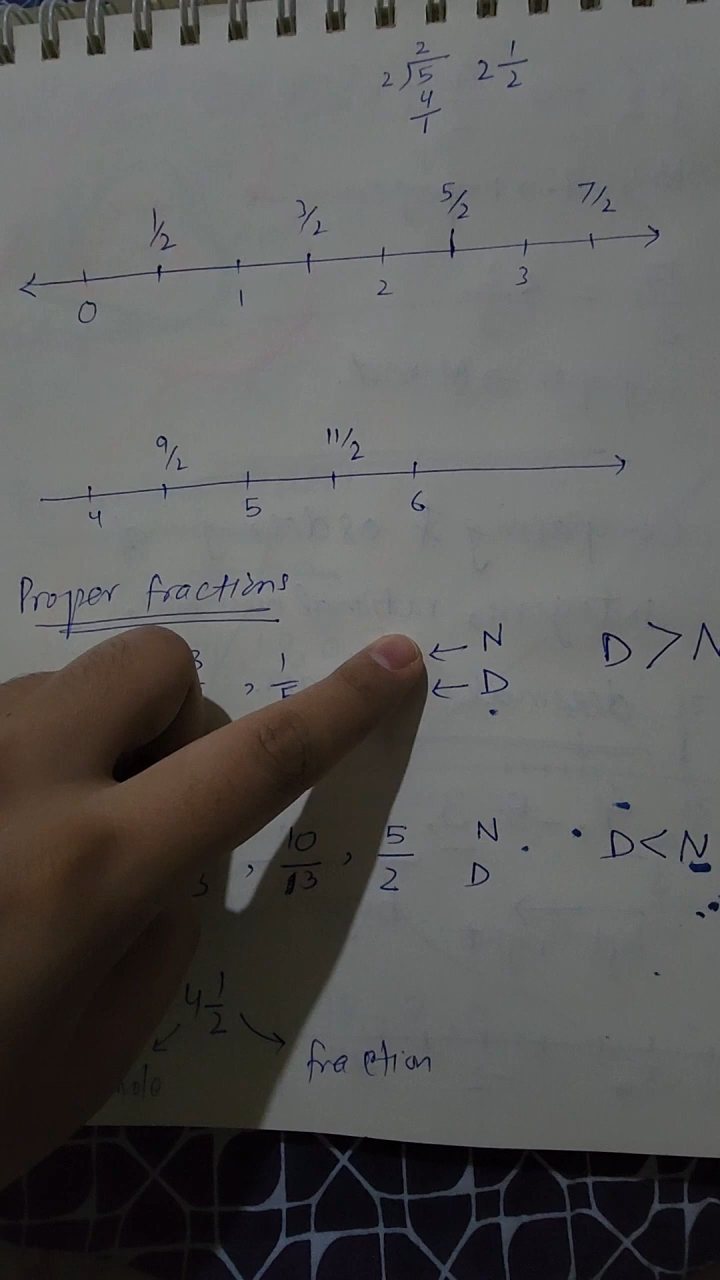 2
2)5 2 1/2
4
1
1/2 3/2 5/2 7/2
0 1 2 3
9/2 11/2
4 5 6
Proper fractions
, 1 ← N D > N
← D
, 10/13 , 5/2 N/D D < N
4 1/2
fraction